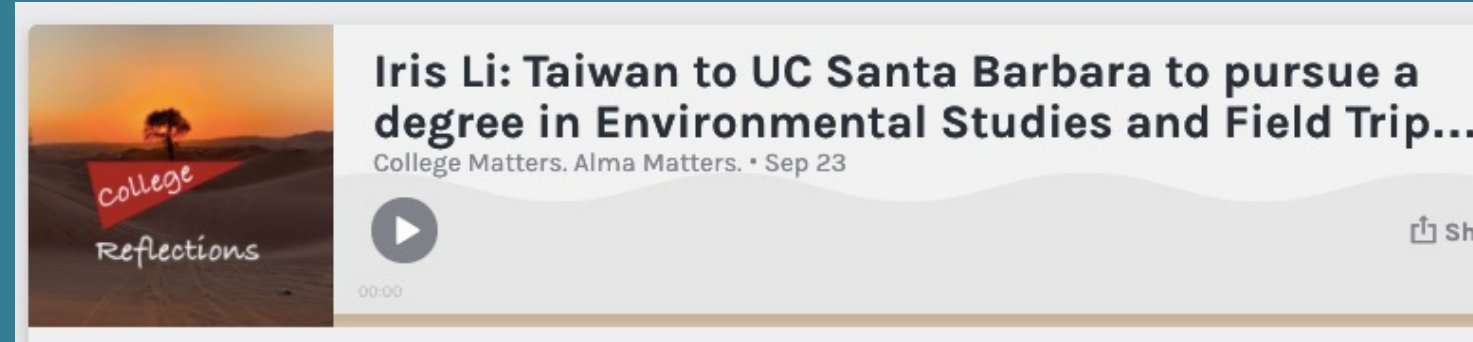 College
Reflections
Iris Li: Taiwan to UC Santa Barbara to pursue a
degree in Environmental Studies and Field Trip...
College Matters. Alma Matters. • Sep 23
00:00